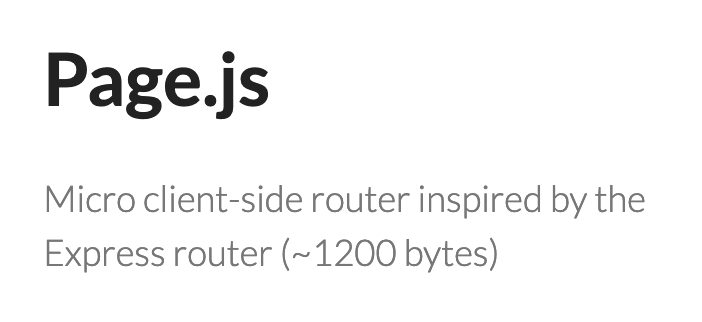 Page.js
Micro client-side router inspired by the
Express router (~1200 bytes)